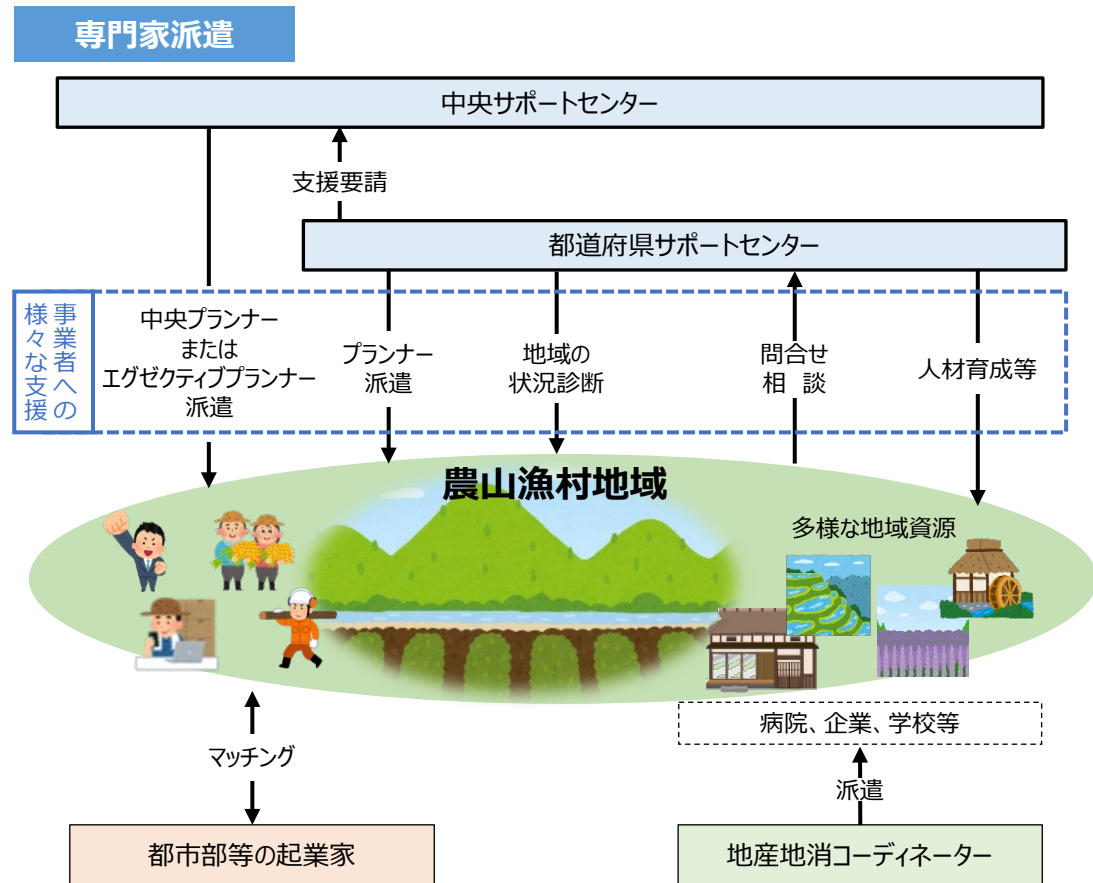 専門家派遣
中央サポートセンター
支援要請
都道府県サポートセンター
事業者への
様々な支援
中央プランナー
または
エグゼクティブプランナー
派遣
プランナー
派遣
地域の
状況診断
問合せ
相　談
人材育成等
農山漁村地域
多様な地域資源
病院、企業、学校等
マッチング
派遣
都市部等の起業家
地産地消コーディネーター